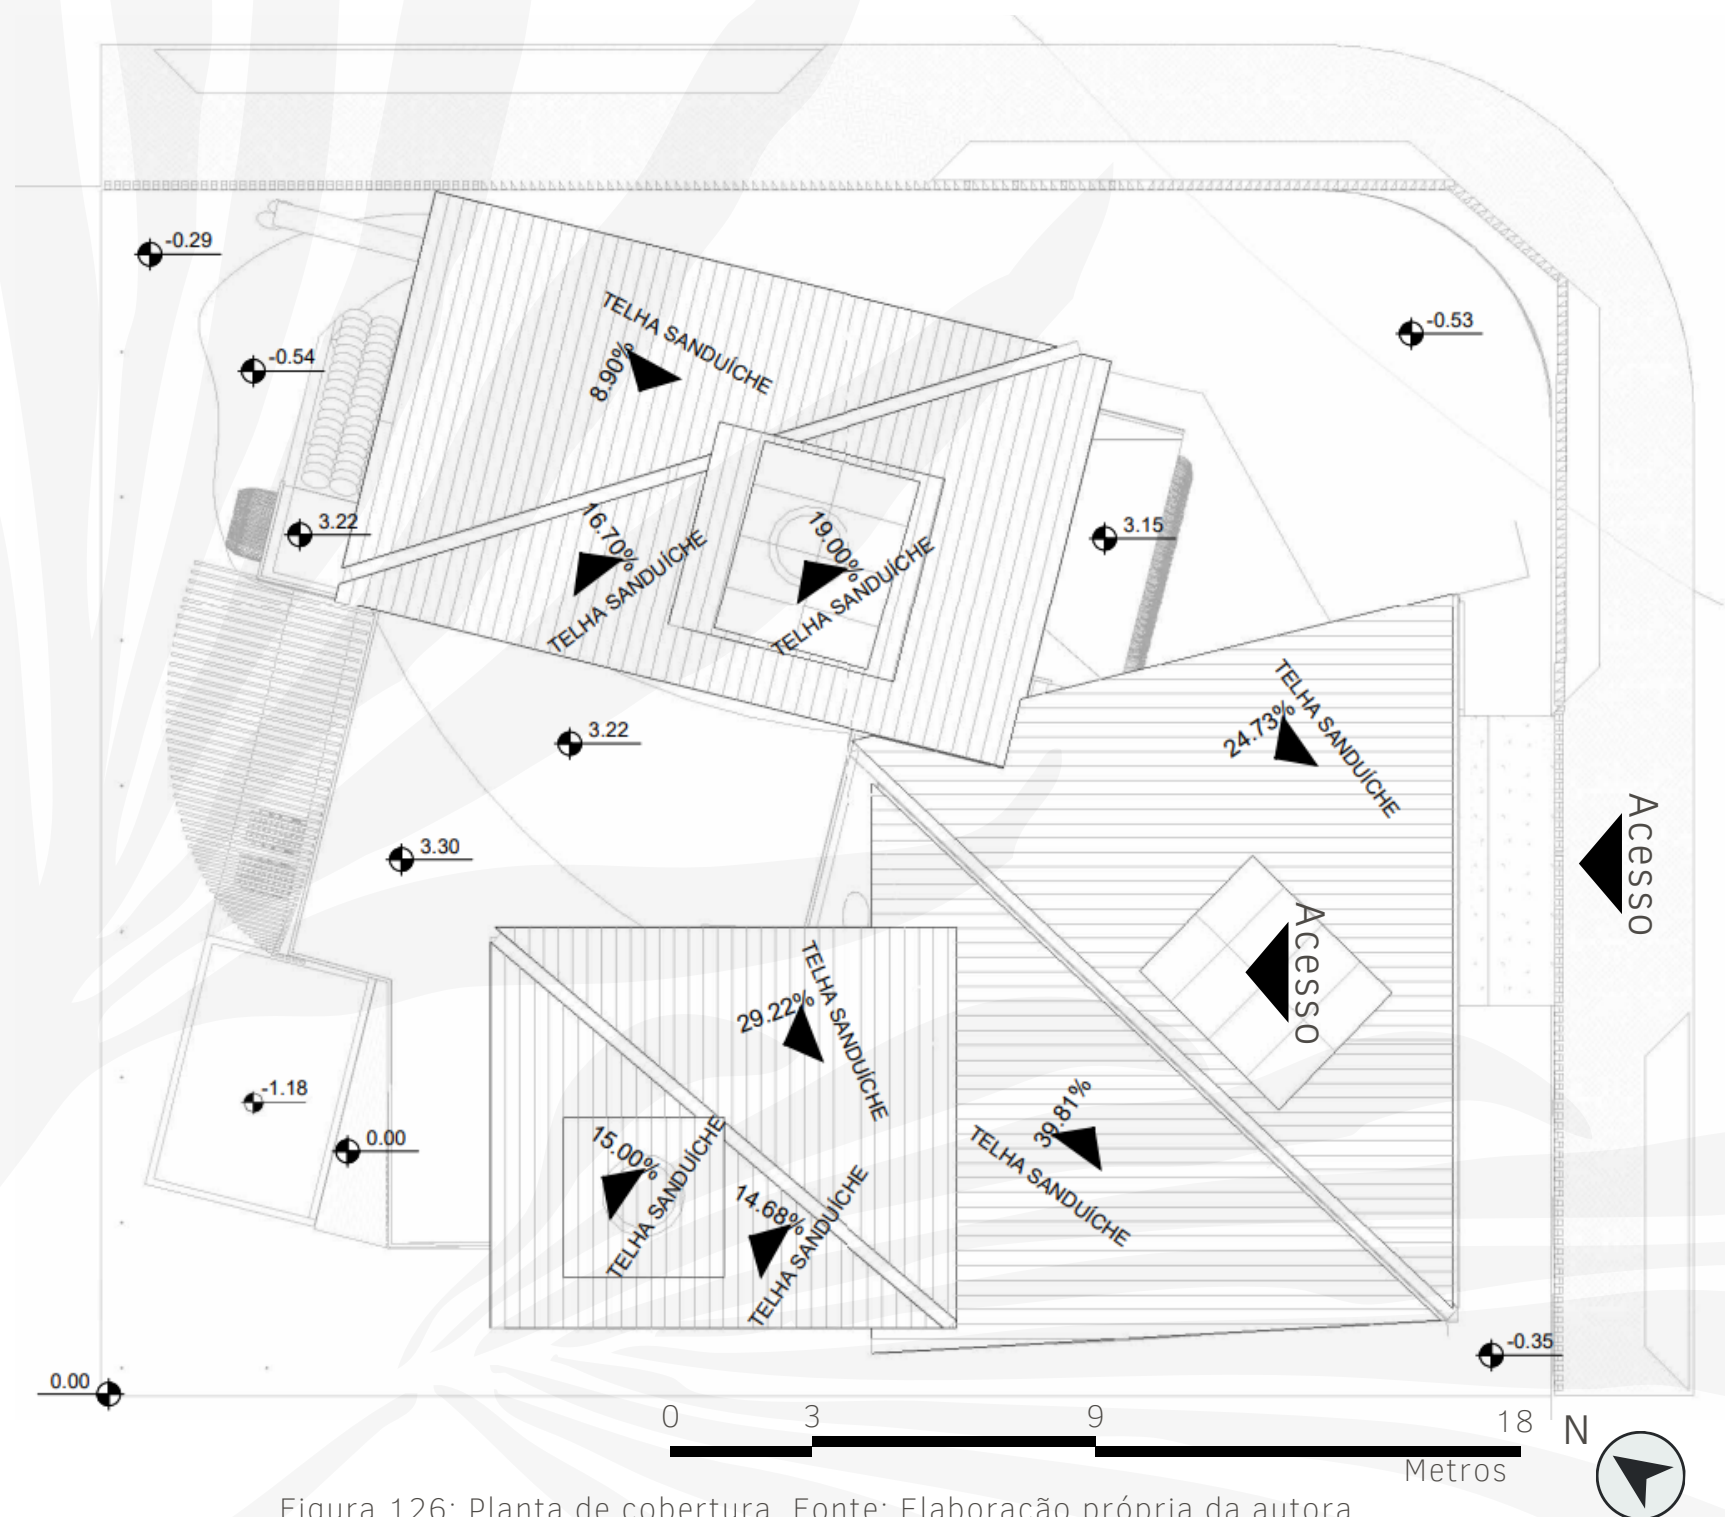 -0.29
TELHA SANDUÍCHE
8.90%
-0.53
-0.54
3.22
16.70%
TELHA SANDUÍCHE
19.00%
TELHA SANDUÍCHE
3.15
TELHA SANDUÍCHE
24.73%
3.22
3.30
Acesso
Acesso
TELHA SANDUÍCHE
29.22%
-1.18
0.00
39.81%
TELHA SANDUÍCHE
15.00%
TELHA SANDUÍCHE
14.68%
TELHA SANDUÍCHE
-0.35
0.00
0 3 9 18
N
Metros
Figura 126: Planta de cobertura. Fonte: Elaboração própria da autora.